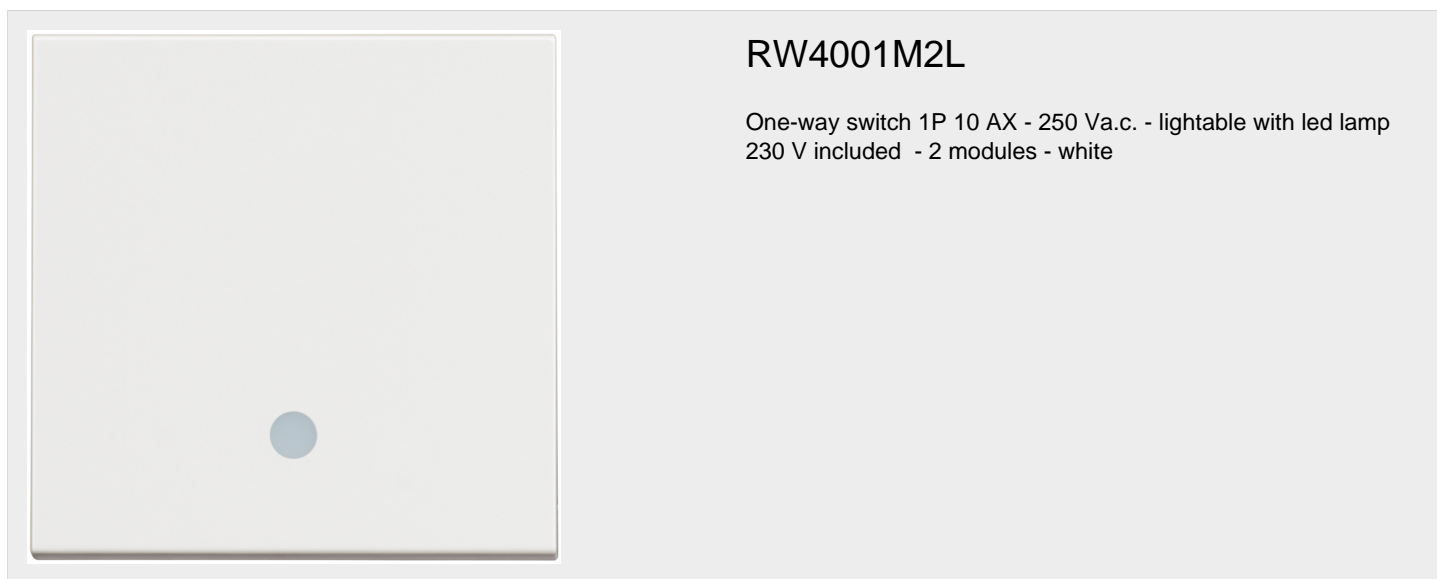 RW4001M2L
One-way switch 1P 10 AX - 250 Va.c. - lightable with led lamp
230 V included  - 2 modules - white